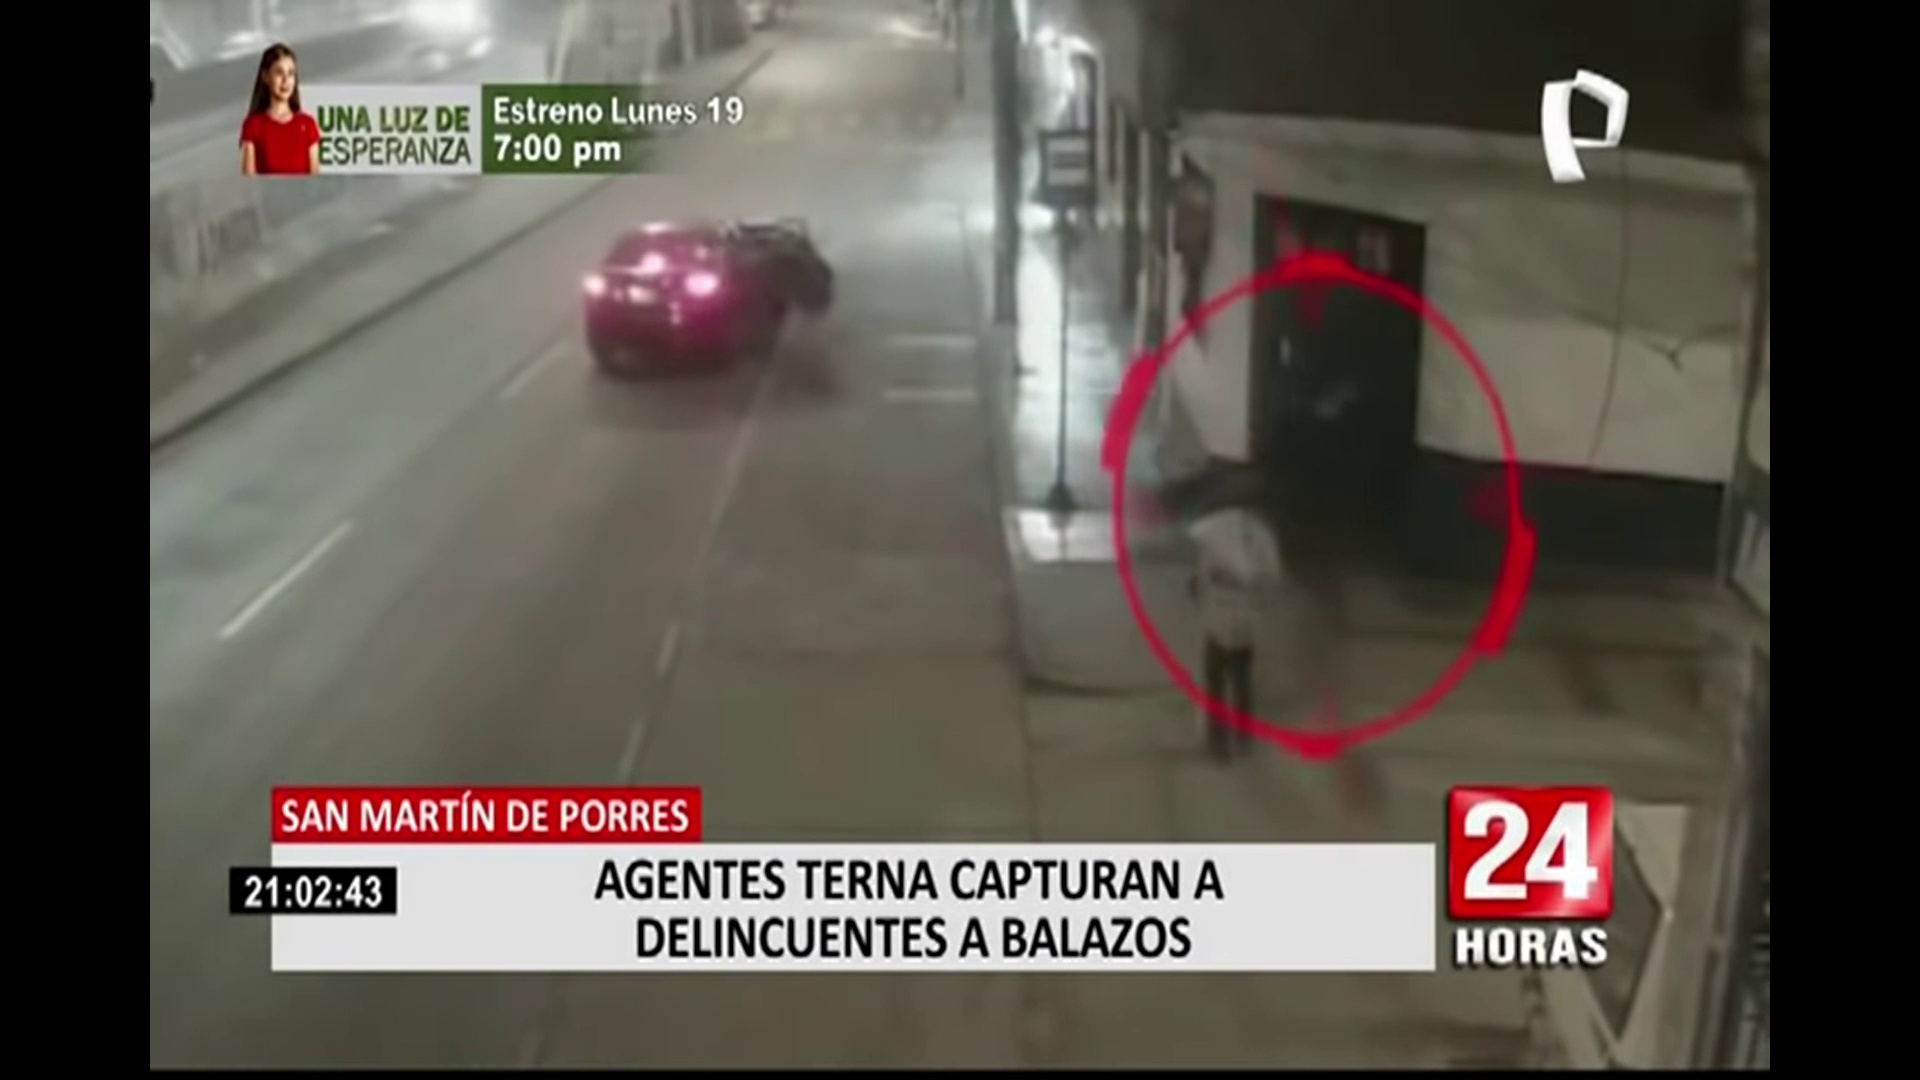 UNA LUZ DE
ESPERANZA
Estreno Lunes 19
7:00 pm
SAN MARTÍN DE PORRES
21:02:43
AGENTES TERNA CAPTURAN A
DELINCUENTES A BALAZOS
24
HORAS